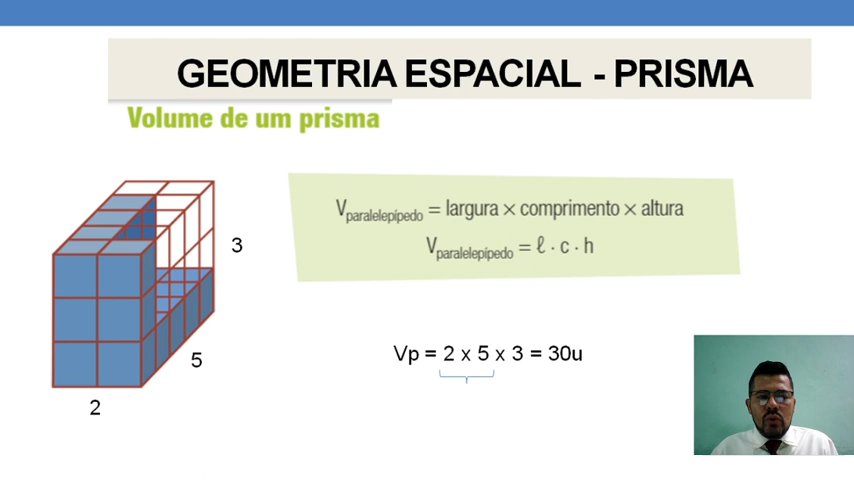 GEOMETRIA ESPACIAL - PRISMA
Volume de um prisma
Vparalelepípedo = largura × comprimento × altura
Vparalelepípedo = ℓ · c · h
3
Vp = 2 x 5 x 3 = 30u
5
2